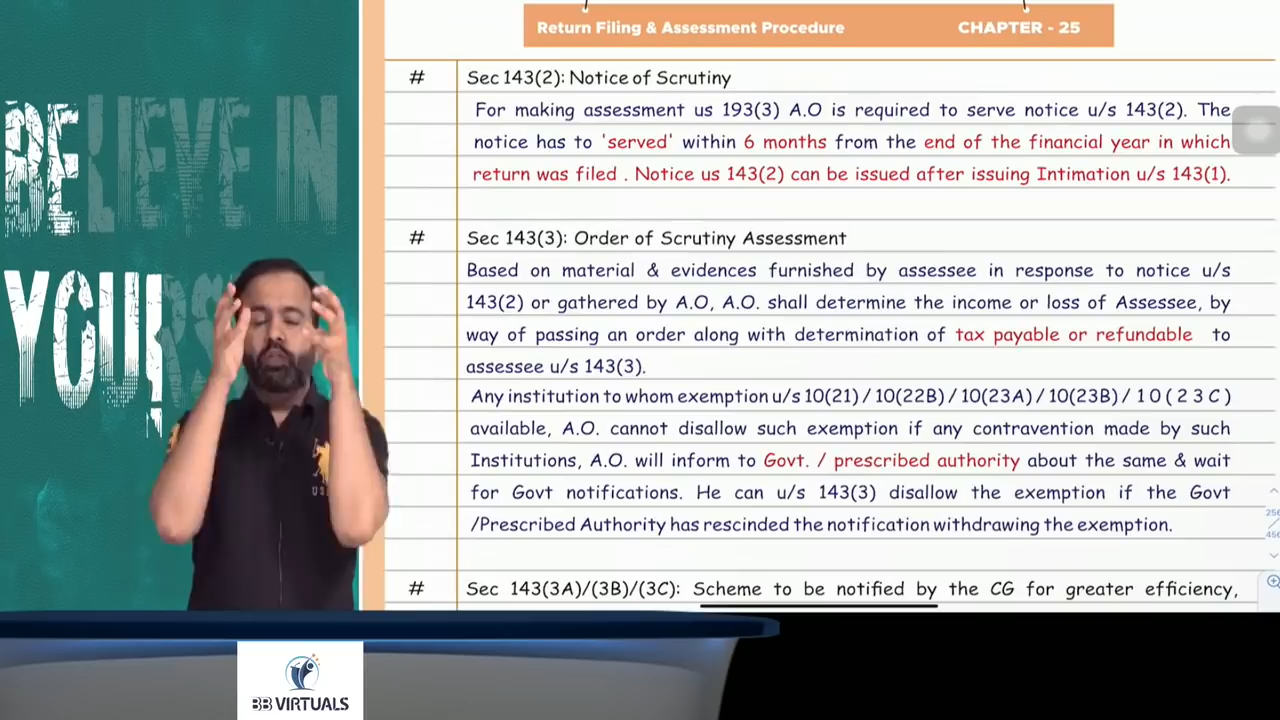 BELIEVE IN
YOUR
Return Filing & Assessment Procedure CHAPTER - 25
# Sec 143(2): Notice of Scrutiny
For making assessment us 193(3) A.O is required to serve notice u/s 143(2). The
notice has to 'served' within 6 months from the end of the financial year in which
return was filed . Notice us 143(2) can be issued after issuing Intimation u/s 143(1).
# Sec 143(3): Order of Scrutiny Assessment
Based on material & evidences furnished by assessee in response to notice u/s
143(2) or gathered by A.O, A.O. shall determine the income or loss of Assessee, by
way of passing an order along with determination of tax payable or refundable to
assessee u/s 143(3).
Any institution to whom exemption u/s 10(21) / 10(22B) / 10(23A) / 10(23B) / 10(23C)
available, A.O. cannot disallow such exemption if any contravention made by such
Institutions, A.O. will inform to Govt. / prescribed authority about the same & wait
for Govt notifications. He can u/s 143(3) disallow the exemption if the Govt
/Prescribed Authority has rescinded the notification withdrawing the exemption.
# Sec 143(3A)/(3B)/(3C): Scheme to be notified by the CG for greater efficiency,
256
456
BB VIRTUALS